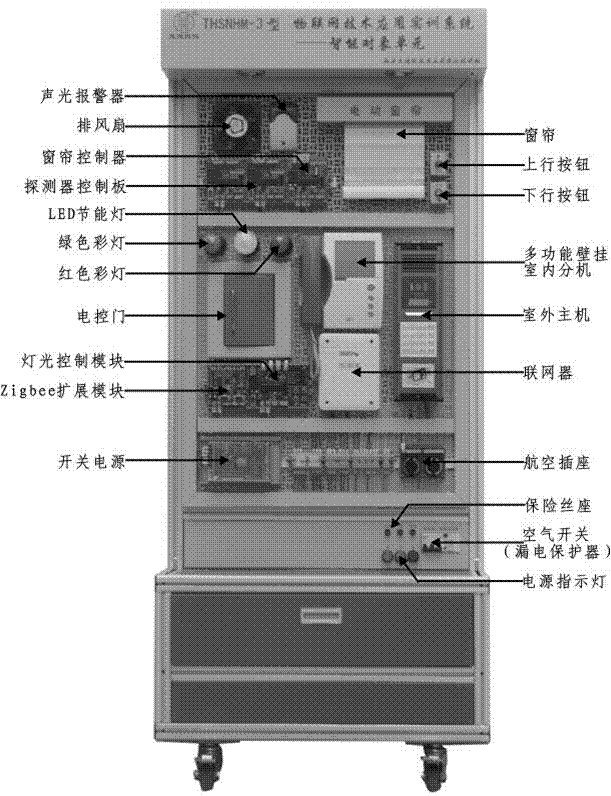 THSNHM-3型 物联网技术应用实训系统
——智能对象单元
电动窗帘
声光报警器
排风扇
窗帘控制器
探测器控制板
LED节能灯
绿色彩灯
红色彩灯
电控门
灯光控制模块
Zigbee扩展模块
开关电源
窗帘
上行按钮
下行按钮
多功能壁挂
室内分机
室外主机
联网器
航空插座
保险丝座
空气开关
(漏电保护器)
电源指示灯